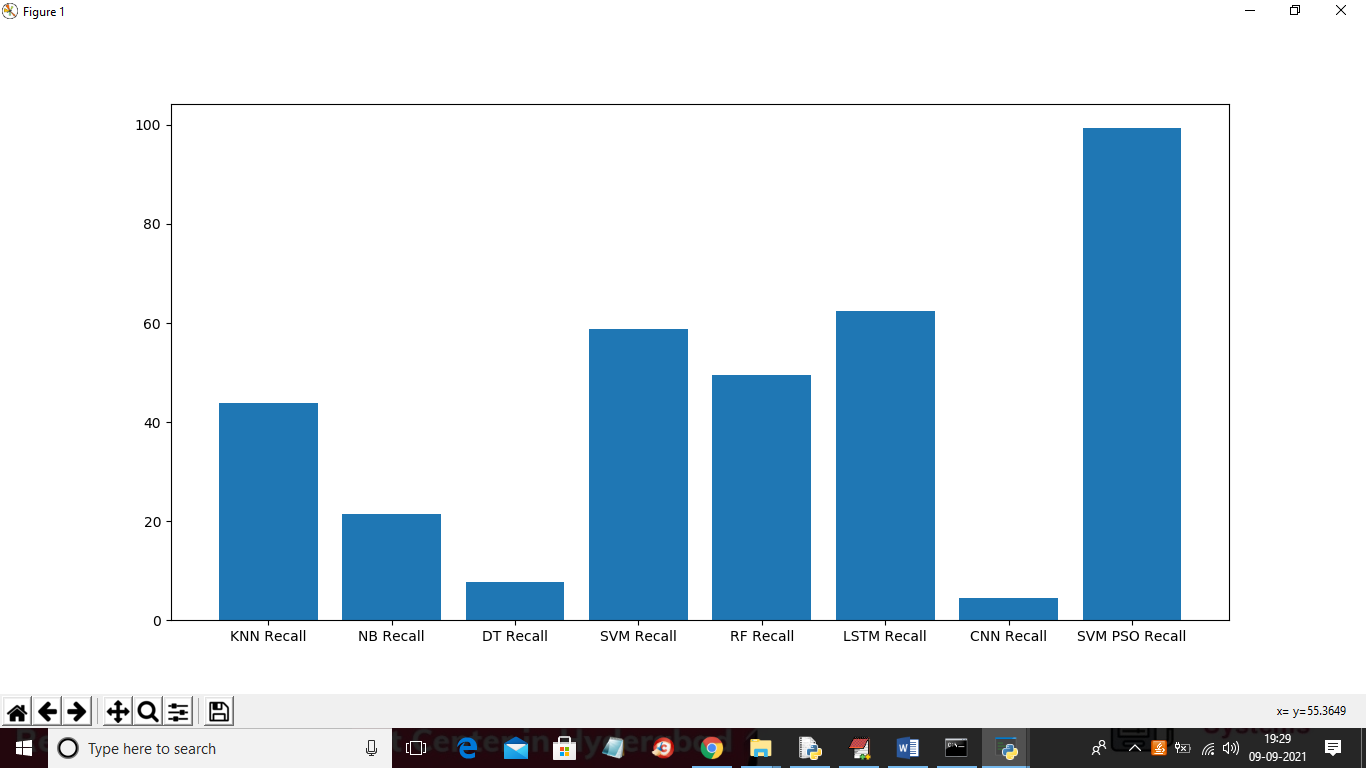 Figure 1
100
80
60
40
20
0
KNN Recall NB Recall DT Recall SVM Recall RF Recall LSTM Recall CNN Recall SVM PSO Recall
x= y=55.3649
Type here to search
19:29
09-09-2021